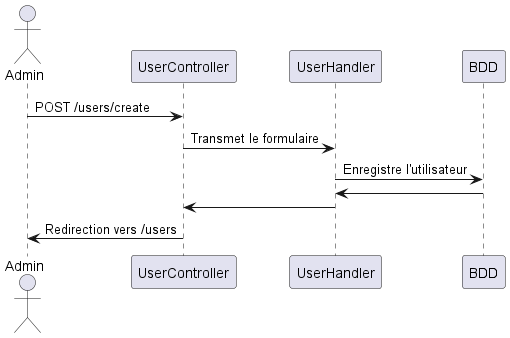 Admin
UserController
UserHandler
BDD
POST /users/create
Transmet le formulaire
Enregistre l'utilisateur
Redirection vers /users
Admin
UserController
UserHandler
BDD